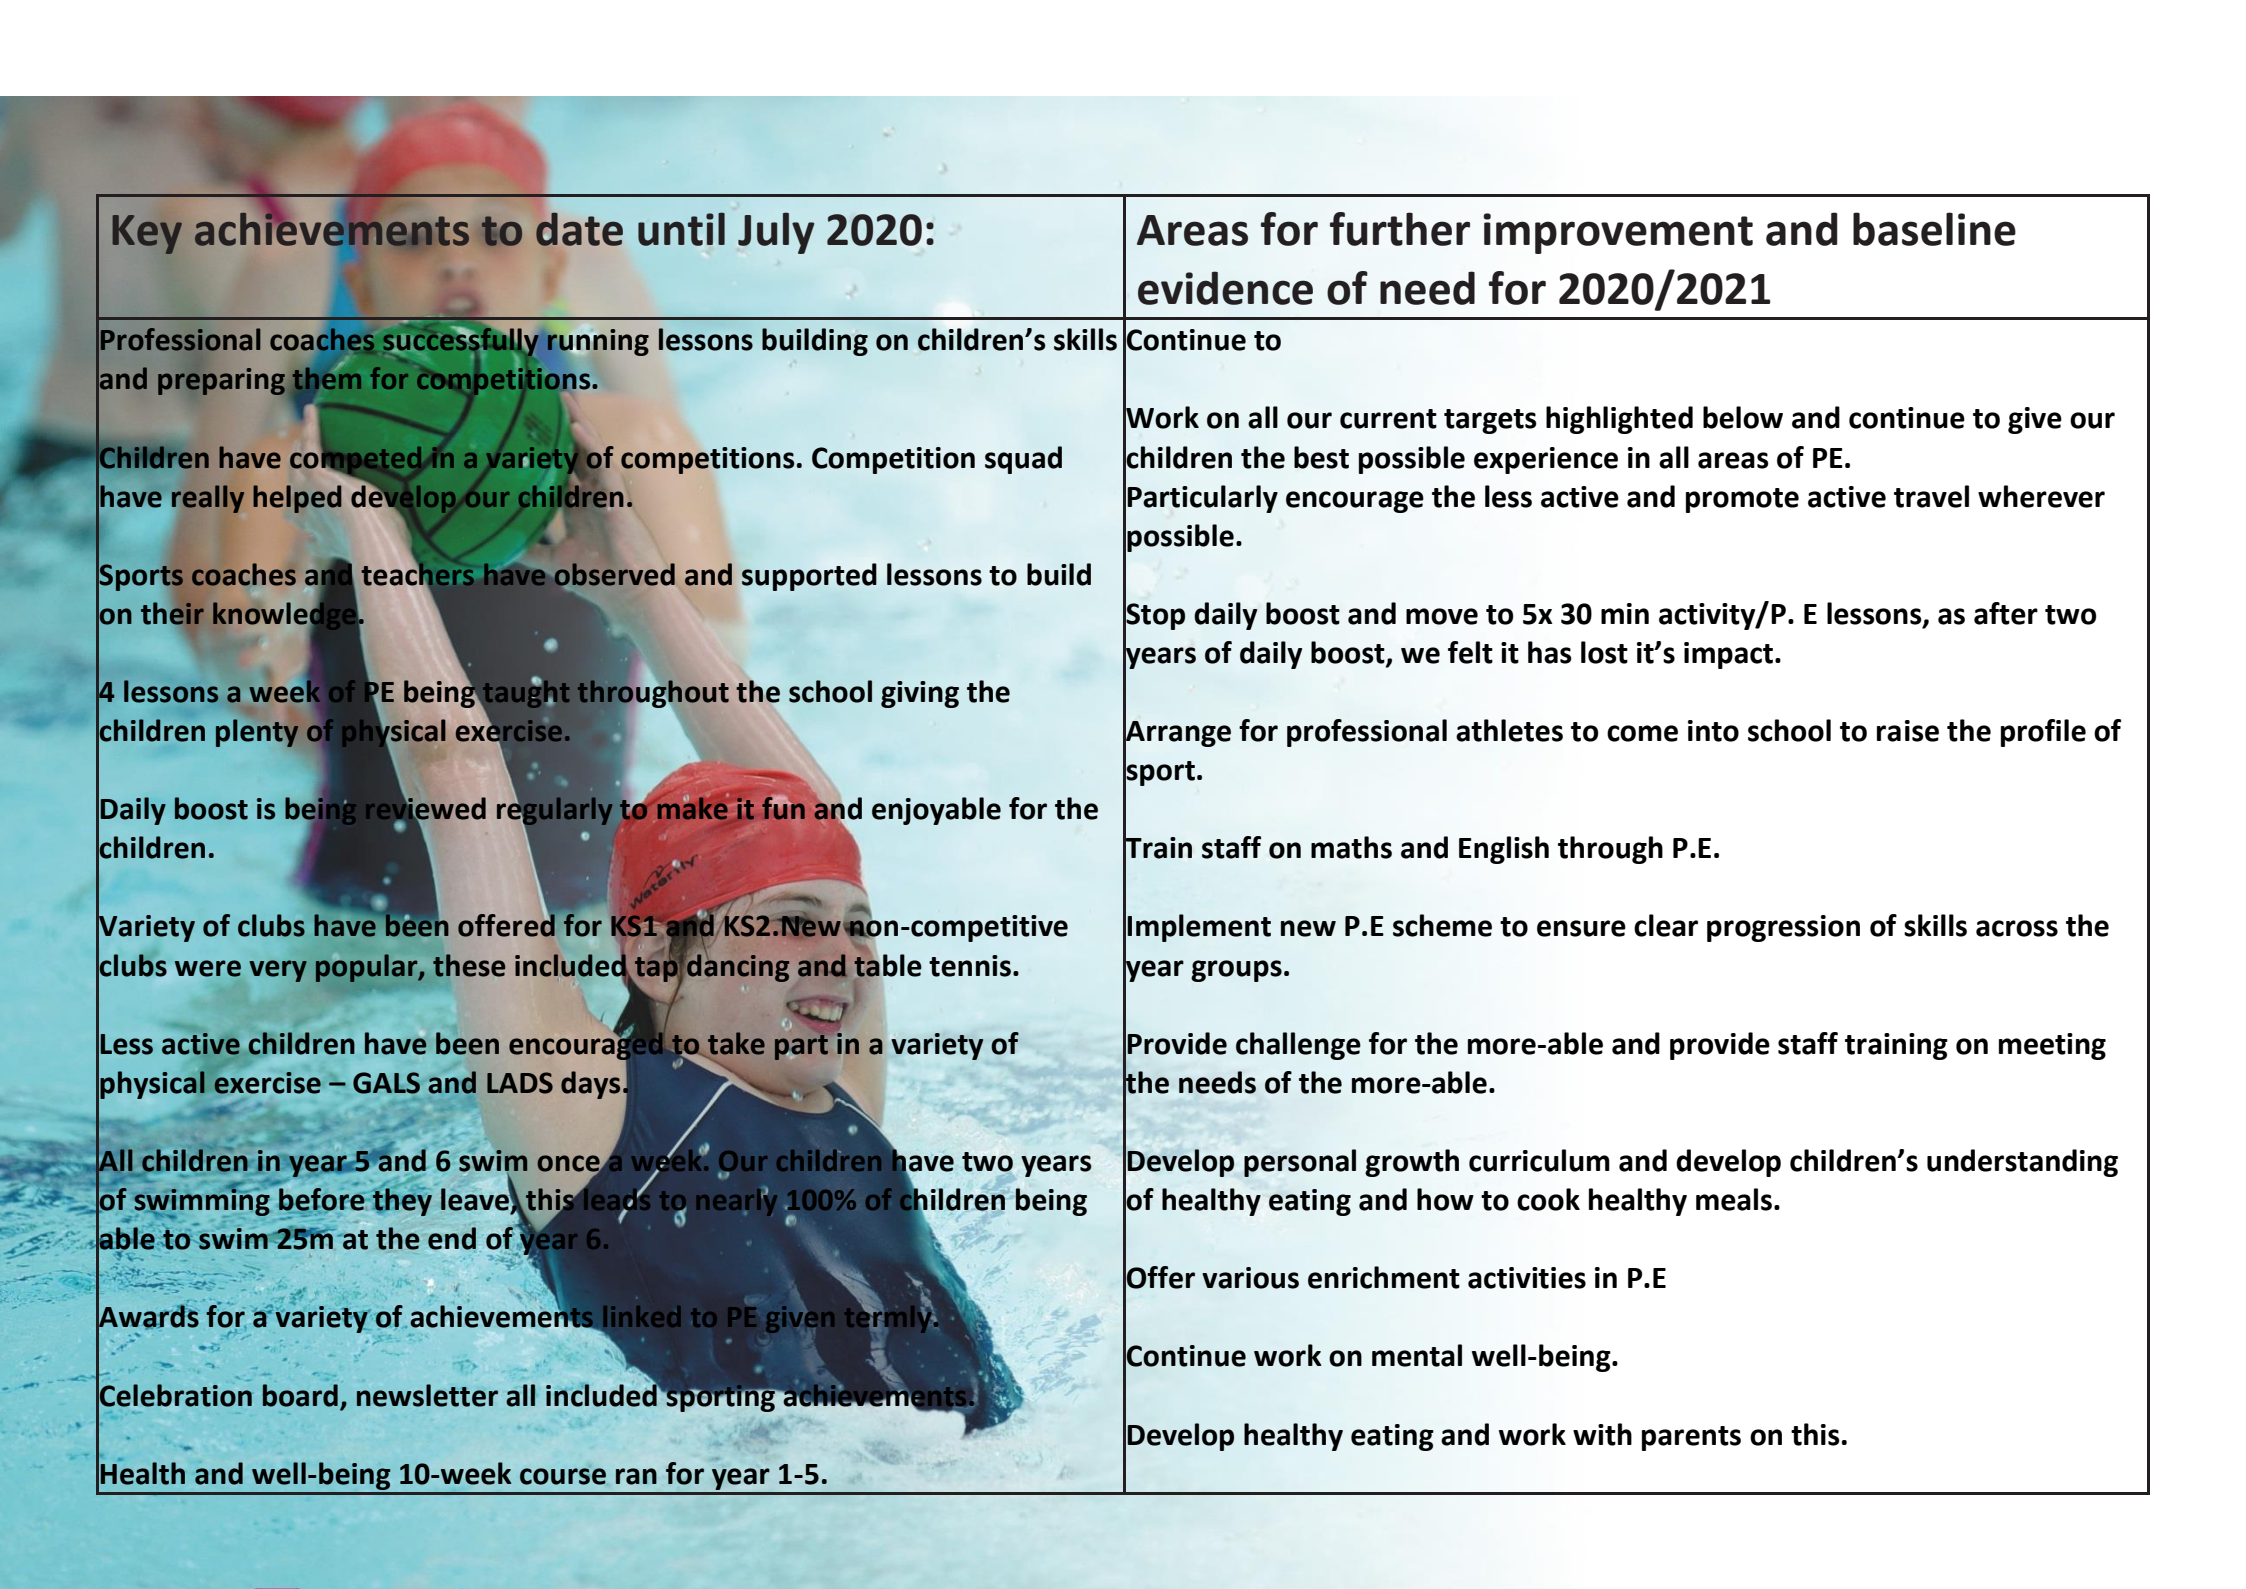 Key achievements to date until July 2020:
Professional coaches successfully running lessons building on children’s skills
and preparing them for competitions.
Children have competed in a variety of competitions. Competition squad
have really helped develop our children.
Sports coaches and teachers have observed and supported lessons to build
on their knowledge.
4 lessons a week of PE being taught throughout the school giving the
children plenty of physical exercise.
Daily boost is being reviewed regularly to make it fun and enjoyable for the
children.
Variety of clubs have been offered for KS1 and KS2.New non-competitive
clubs were very popular, these included tap dancing and table tennis.
Less active children have been encouraged to take part in a variety of
physical exercise – GALS and LADS days.
All children in year 5 and 6 swim once a week. Our children have two years
of swimming before they leave, this leads to nearly 100% of children being
able to swim 25m at the end of year 6.
Awards for a variety of achievements linked to PE given termly.
Celebration board, newsletter all included sporting achievements.
Health and well-being 10-week course ran for year 1-5.
Areas for further improvement and baseline
evidence of need for 2020/2021
Continue to
Work on all our current targets highlighted below and continue to give our
children the best possible experience in all areas of PE.
Particularly encourage the less active and promote active travel wherever
possible.
Stop daily boost and move to 5x 30 min activity/P. E lessons, as after two
years of daily boost, we felt it has lost it’s impact.
Arrange for professional athletes to come into school to raise the profile of
sport.
Train staff on maths and English through P.E.
Implement new P.E scheme to ensure clear progression of skills across the
year groups.
Provide challenge for the more-able and provide staff training on meeting
the needs of the more-able.
Develop personal growth curriculum and develop children’s understanding
of healthy eating and how to cook healthy meals.
Offer various enrichment activities in P.E
Continue work on mental well-being.
Develop healthy eating and work with parents on this.
Waterfly